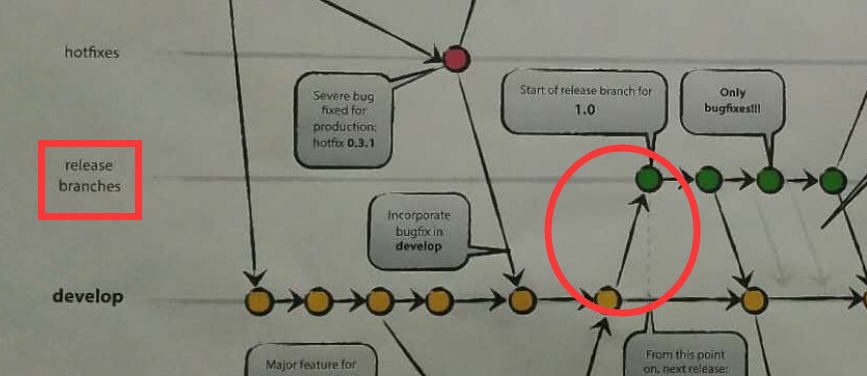 hotfixes
Severe bug
fixed for
production:
hotfix 0.3.1
Start of release branch for
1.0
Only
bugfixes!!!
release
branches
Incorporate
bugfix in
develop
develop
Major feature for
From this point
on, next release: